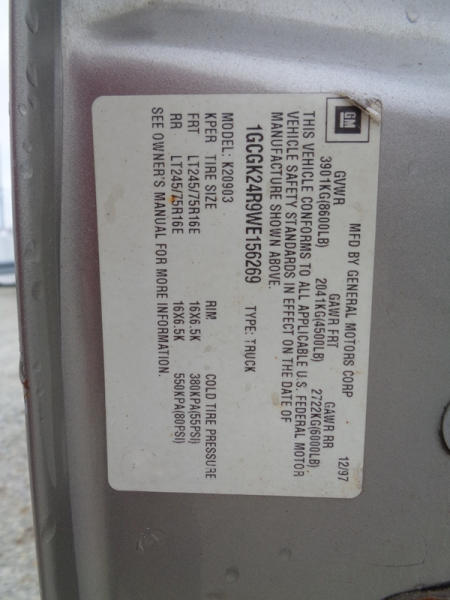 GM
MFD BY GENERAL MOTORS CORP 12/97
GVWR GAWR FRT GAWR RR
3901KG(8600LB) 2041KG(4500LB) 2722KG(6000LB)
THIS VEHICLE CONFORMS TO ALL APPLICABLE U.S. FEDERAL MOTOR
VEHICLE SAFETY STANDARDS IN EFFECT ON THE DATE OF
MANUFACTURE SHOWN ABOVE.
1GCGK24R9WE156269 TYPE: TRUCK
MODEL: K20903
KPER TIRE SIZE RIM COLD TIRE PRESSURE
FRT LT245/75R16E 16X6.5K 380KPA(55PSI)
RR LT245/75R16E 16X6.5K 550KPA(80PSI)
SEE OWNER'S MANUAL FOR MORE INFORMATION.